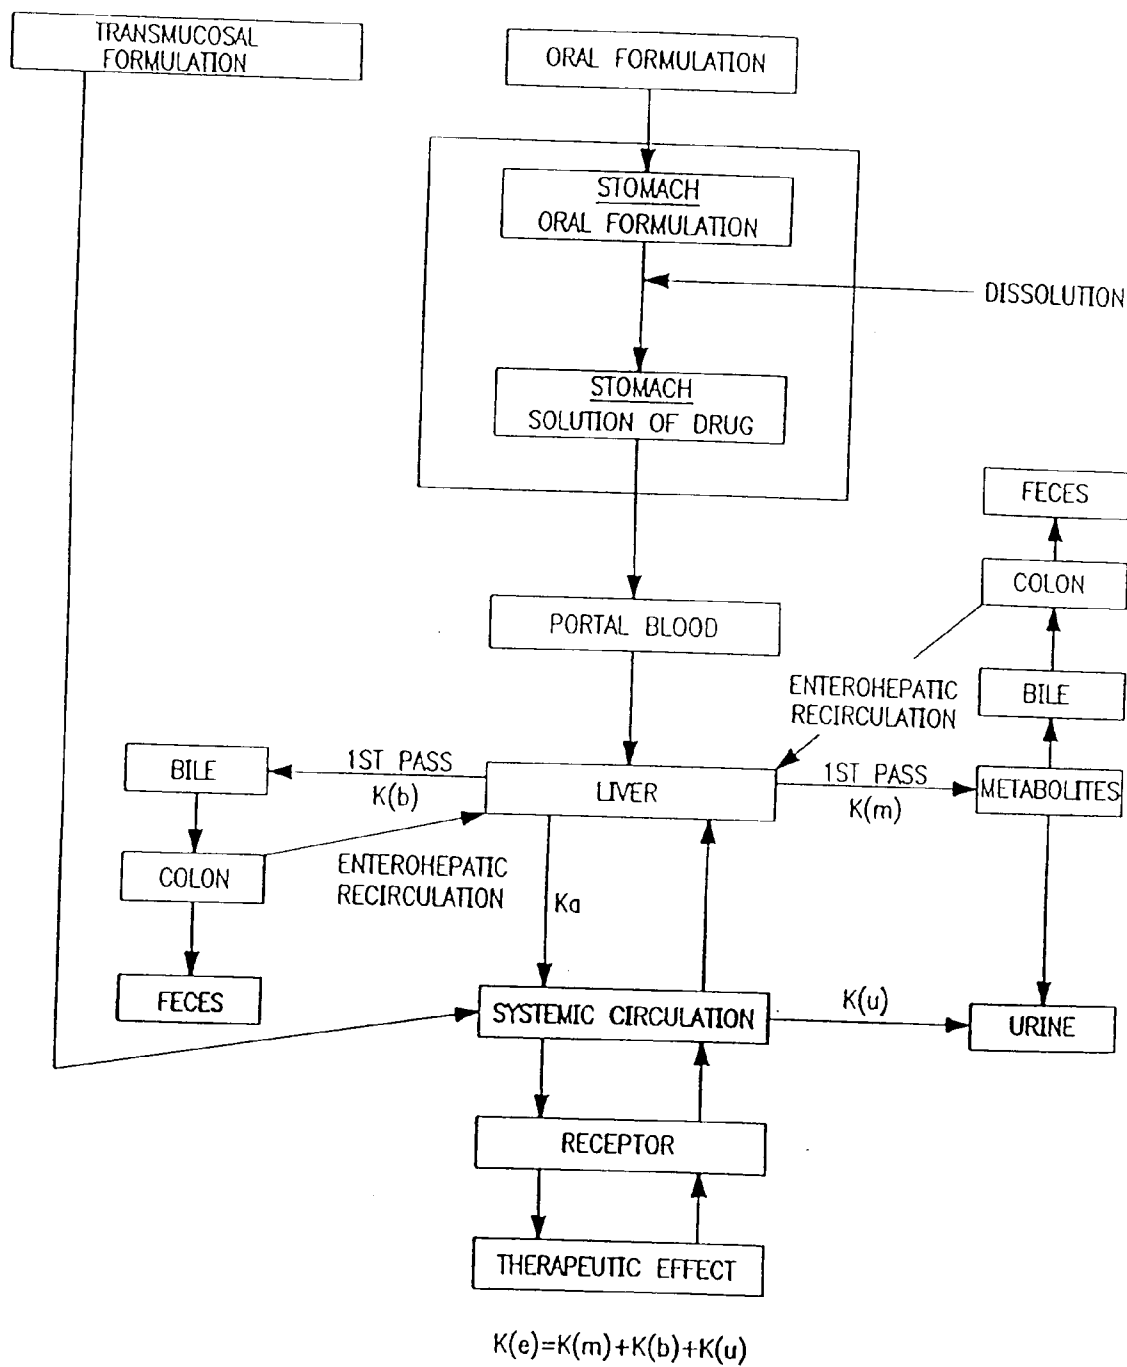 TRANSMUCOSAL
FORMULATION
ORAL FORMULATION
STOMACH
ORAL FORMULATION
DISSOLUTION
STOMACH
SOLUTION OF DRUG
FECES
COLON
PORTAL BLOOD
ENTEROHEPATIC
RECIRCULATION
BILE
BILE
1ST PASS
K(b)
LIVER
1ST PASS
K(m)
METABOLITES
COLON
ENTEROHEPATIC
RECIRCULATION
Ka
FECES
SYSTEMIC CIRCULATION
K(u)
URINE
RECEPTOR
THERAPEUTIC EFFECT
K(e)=K(m)+K(b)+K(u)